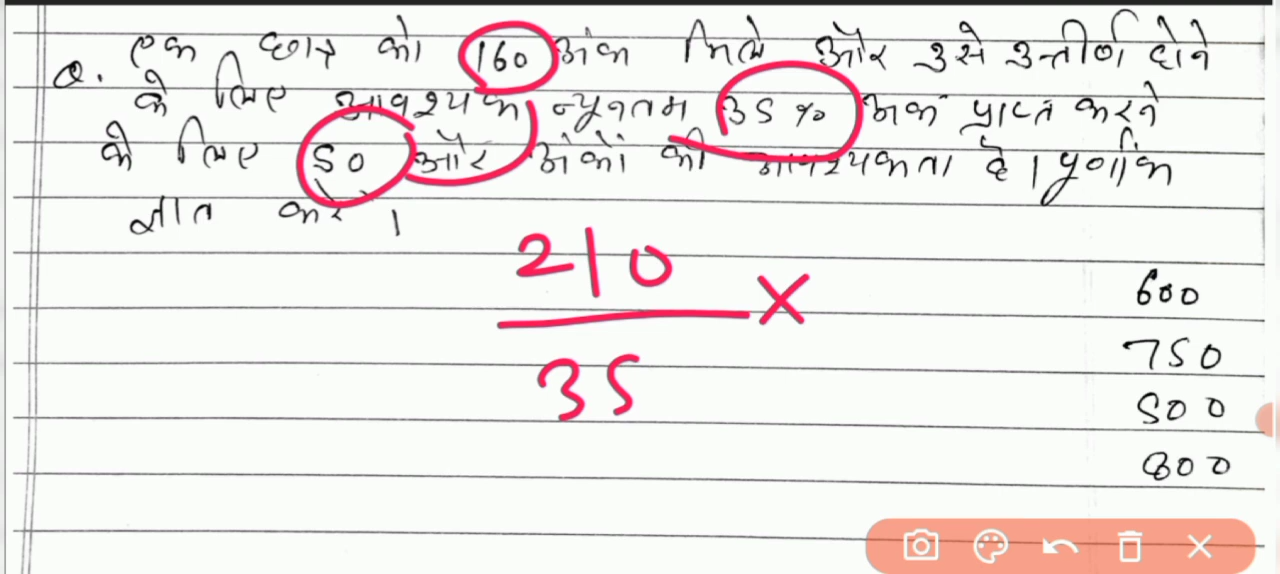 एक छात्र को 160 अंक मिले और उसे उत्तीर्ण होने
Q. के लिए आवश्यक न्यूनतम 35 % अंक प्राप्त करने
के लिए 50 और अंकों की आवश्यकता है । पूर्णांक
ज्ञात करें ।
210 ×
35
600
750
500
800